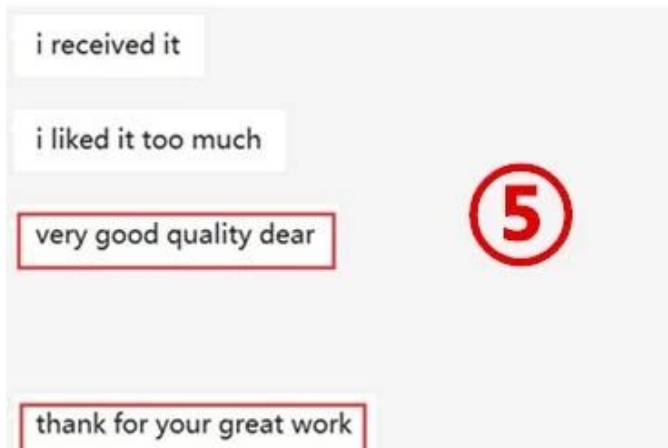 i received it
i liked it too much
very good quality dear
⑤
thank for your great work